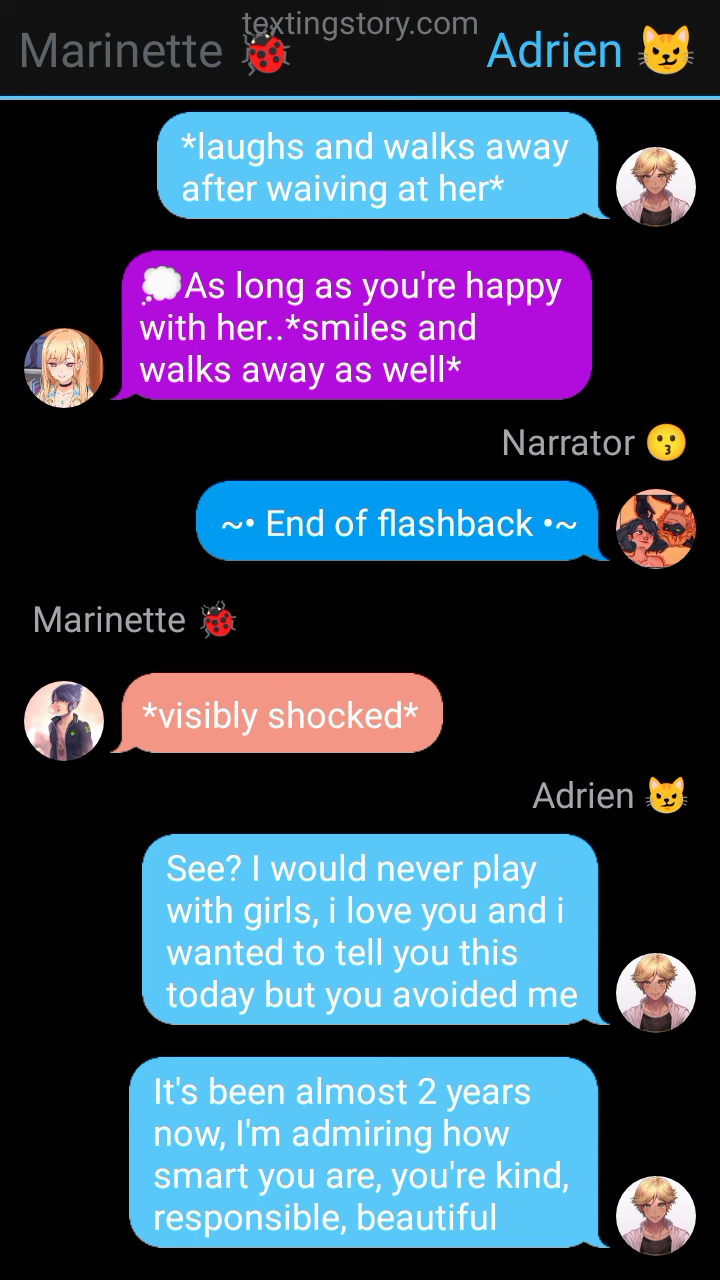 textingstory.com
Marinette 🐞
Adrien 😼
*laughs and walks away
after waiving at her*
💭As long as you're happy
with her..*smiles and
walks away as well*
Narrator 😗
~• End of flashback •~
Marinette 🐞
*visibly shocked*
Adrien 😼
See? I would never play
with girls, i love you and i
wanted to tell you this
today but you avoided me
It's been almost 2 years
now, I'm admiring how
smart you are, you're kind,
responsible, beautiful